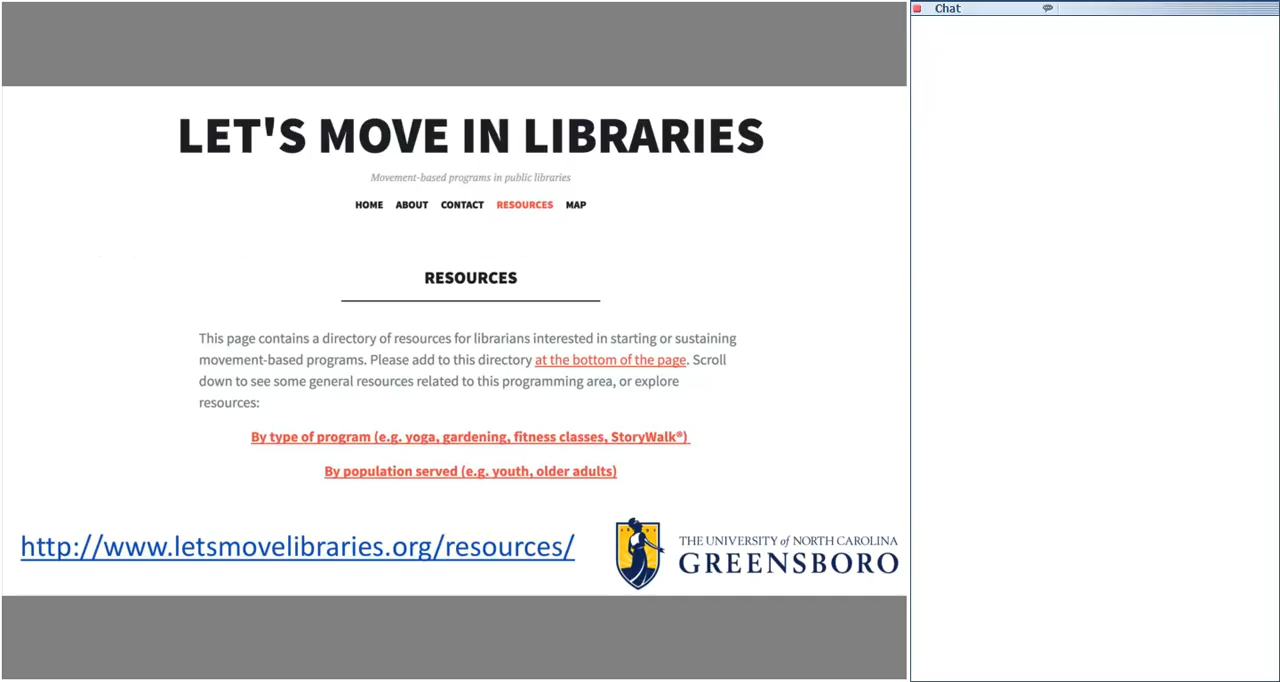 Chat
LET'S MOVE IN LIBRARIES
Movement-based programs in public libraries
HOME ABOUT CONTACT RESOURCES MAP
RESOURCES
This page contains a directory of resources for librarians interested in starting or sustaining
movement-based programs. Please add to this directory at the bottom of the page. Scroll
down to see some general resources related to this programming area, or explore
resources:
By type of program (e.g. yoga, gardening, fitness classes, StoryWalk®)
By population served (e.g. youth, older adults)
http://www.letsmovelibraries.org/resources/
THE UNIVERSITY of NORTH CAROLINA
GREENSBORO